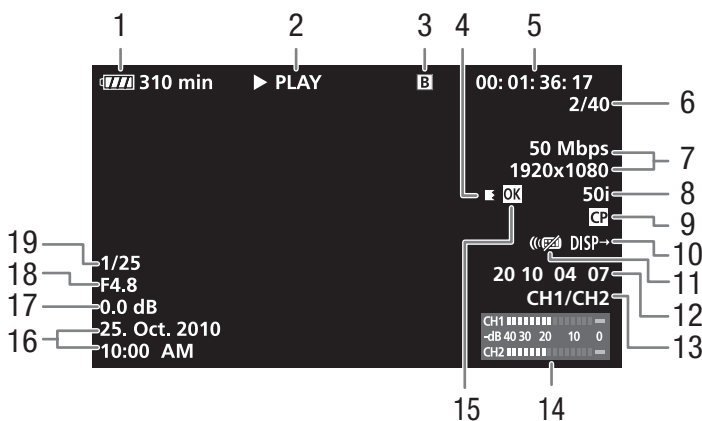 1 2 3 4 5
310 min ► PLAY B 00: 01: 36: 17
2/40 6
50 Mbps 7
1920x1080
OK 50i 8
CP 9
DISP→ 10
11
19 1/25 20 10 04 07 12
18 F4.8 CH1/CH2 13
17 0.0 dB
16 25. Oct. 2010
10:00 AM
CH1
-dB 40 30 20 10 0
CH2
15 14